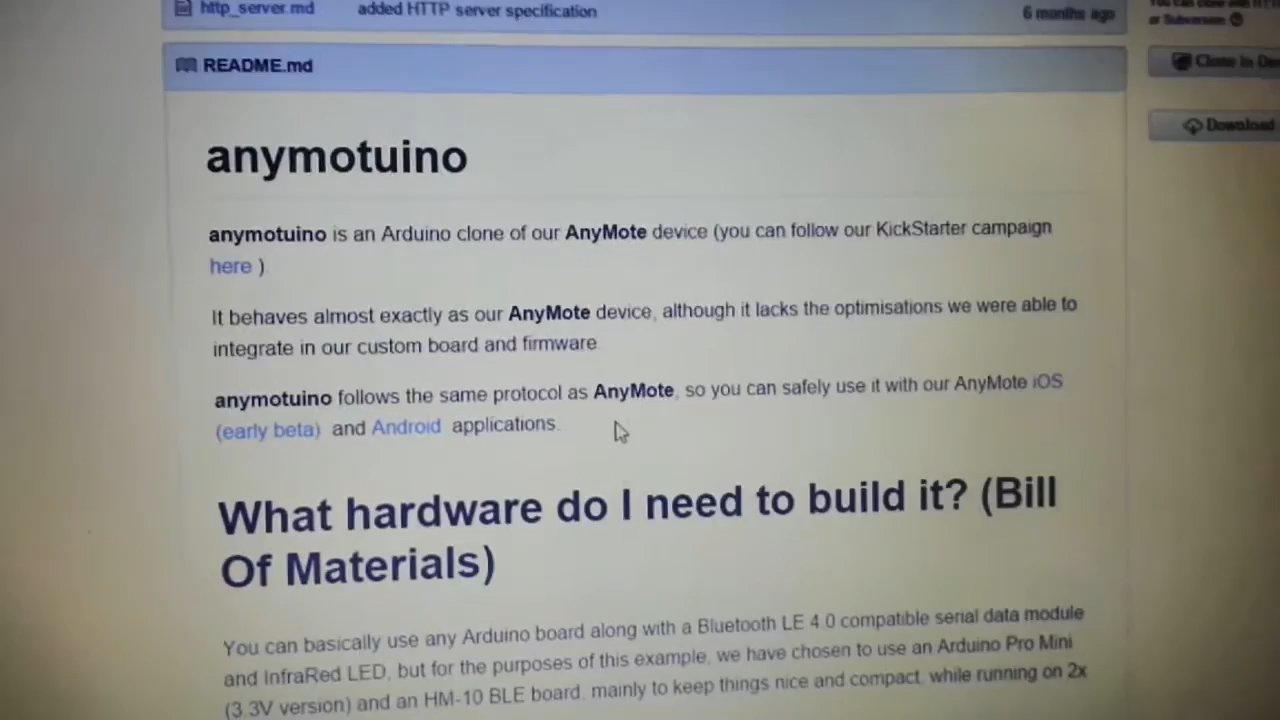 http_server.md added HTTP server specification 6 months ago
or Subversion
README.md
Clone in De
Download
anymotuino
anymotuino is an Arduino clone of our AnyMote device (you can follow our KickStarter campaign
here )
It behaves almost exactly as our AnyMote device, although it lacks the optimisations we were able to
integrate in our custom board and firmware
anymotuino follows the same protocol as AnyMote, so you can safely use it with our AnyMote iOS
(early beta) and Android applications.
What hardware do I need to build it? (Bill
Of Materials)
You can basically use any Arduino board along with a Bluetooth LE 4.0 compatible serial data module
and InfraRed LED, but for the purposes of this example, we have chosen to use an Arduino Pro Mini
(3.3V version) and an HM-10 BLE board, mainly to keep things nice and compact, while running on 2x